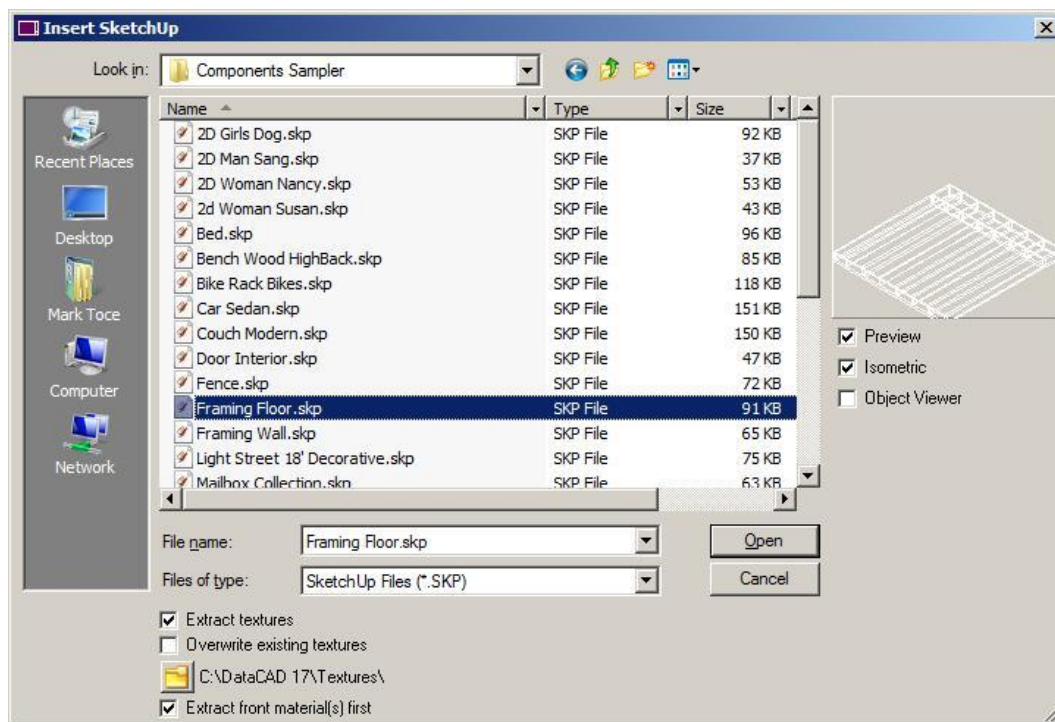 Insert SketchUp
Look in: Components Sampler
Recent Places
Desktop
Mark Toce
Computer
Network
Name Type Size
2D Girls Dog.skp SKP File 92 KB
2D Man Sang.skp SKP File 37 KB
2D Woman Nancy.skp SKP File 53 KB
2d Woman Susan.skp SKP File 43 KB
Bed.skp SKP File 96 KB
Bench Wood HighBack.skp SKP File 85 KB
Bike Rack Bikes.skp SKP File 118 KB
Car Sedan.skp SKP File 151 KB
Couch Modern.skp SKP File 150 KB
Door Interior.skp SKP File 47 KB
Fence.skp SKP File 72 KB
Framing Floor.skp SKP File 91 KB
Framing Wall.skp SKP File 65 KB
Light Street 18' Decorative.skp SKP File 75 KB
Mailbox Collection.skp SKP File 63 KB
Preview
Isometric
Object Viewer
File name: Framing Floor.skp Open
Files of type: SketchUp Files (*.SKP) Cancel
Extract textures
Overwrite existing textures
C:\DataCAD 17\Textures\
Extract front material(s) first